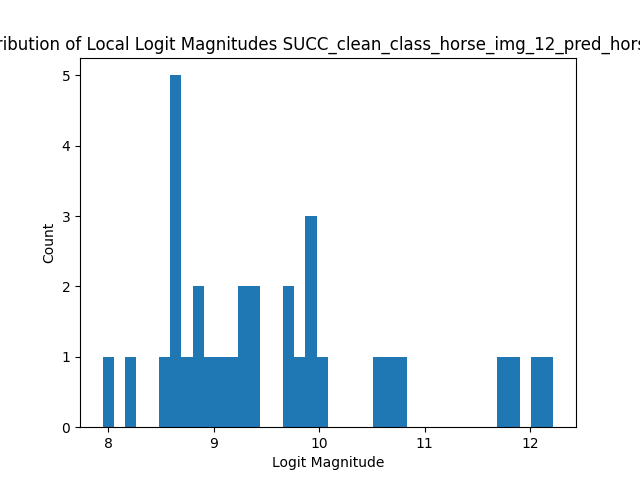 ribution of Local Logit Magnitudes SUCC_clean_class_horse_img_12_pred_hors
5
4
3
2
1
0
Count
8 9 10 11 12
Logit Magnitude